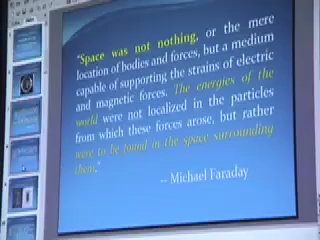 "Space was not nothing, or the mere
location of bodies and forces, but a medium
capable of supporting the strains of electric
and magnetic forces. The energies of the
world were not localized in the particles
from which these forces arose, but rather
were to be found in the space surrounding
them."
-- Michael Faraday